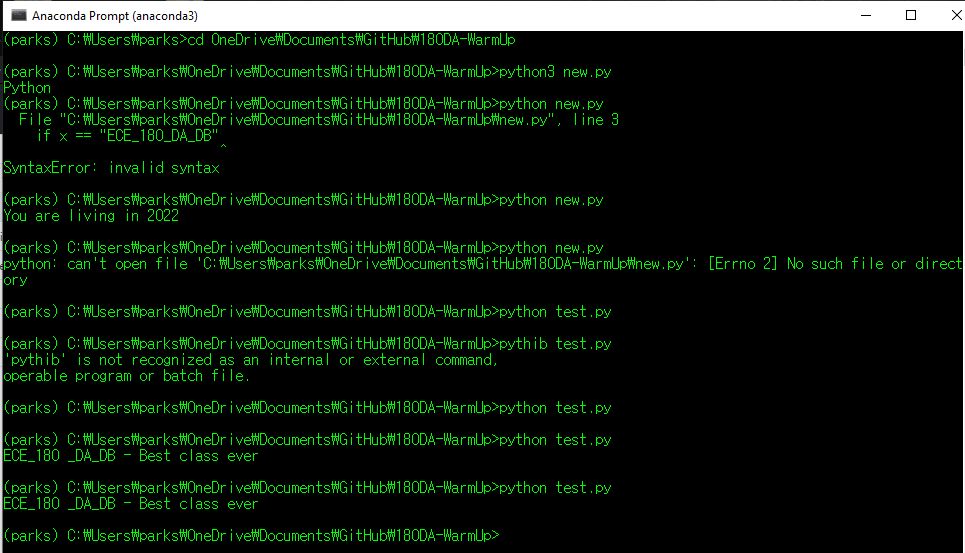 Anaconda Prompt (anaconda3)
(parks) C:₩Users₩parks>cd OneDrive₩Documents₩GitHub₩180DA-WarmUp
(parks) C:₩Users₩parks₩OneDrive₩Documents₩GitHub₩180DA-WarmUp>python3 new.py
Python
(parks) C:₩Users₩parks₩OneDrive₩Documents₩GitHub₩180DA-WarmUp>python new.py
File "C:₩Users₩parks₩OneDrive₩Documents₩GitHub₩180DA-WarmUp₩new.py", line 3
if x == "ECE_180_DA_DB"
^
SyntaxError: invalid syntax
(parks) C:₩Users₩parks₩OneDrive₩Documents₩GitHub₩180DA-WarmUp>python new.py
You are living in 2022
(parks) C:₩Users₩parks₩OneDrive₩Documents₩GitHub₩180DA-WarmUp>python new.py
python: can't open file 'C:₩Users₩parks₩OneDrive₩Documents₩GitHub₩180DA-WarmUp₩new.py': [Errno 2] No such file or direct
ory
(parks) C:₩Users₩parks₩OneDrive₩Documents₩GitHub₩180DA-WarmUp>python test.py
(parks) C:₩Users₩parks₩OneDrive₩Documents₩GitHub₩180DA-WarmUp>pythib test.py
'pythib' is not recognized as an internal or external command,
operable program or batch file.
(parks) C:₩Users₩parks₩OneDrive₩Documents₩GitHub₩180DA-WarmUp>python test.py
(parks) C:₩Users₩parks₩OneDrive₩Documents₩GitHub₩180DA-WarmUp>python test.py
ECE_180 _DA_DB - Best class ever
(parks) C:₩Users₩parks₩OneDrive₩Documents₩GitHub₩180DA-WarmUp>python test.py
ECE_180 _DA_DB - Best class ever
(parks) C:₩Users₩parks₩OneDrive₩Documents₩GitHub₩180DA-WarmUp>